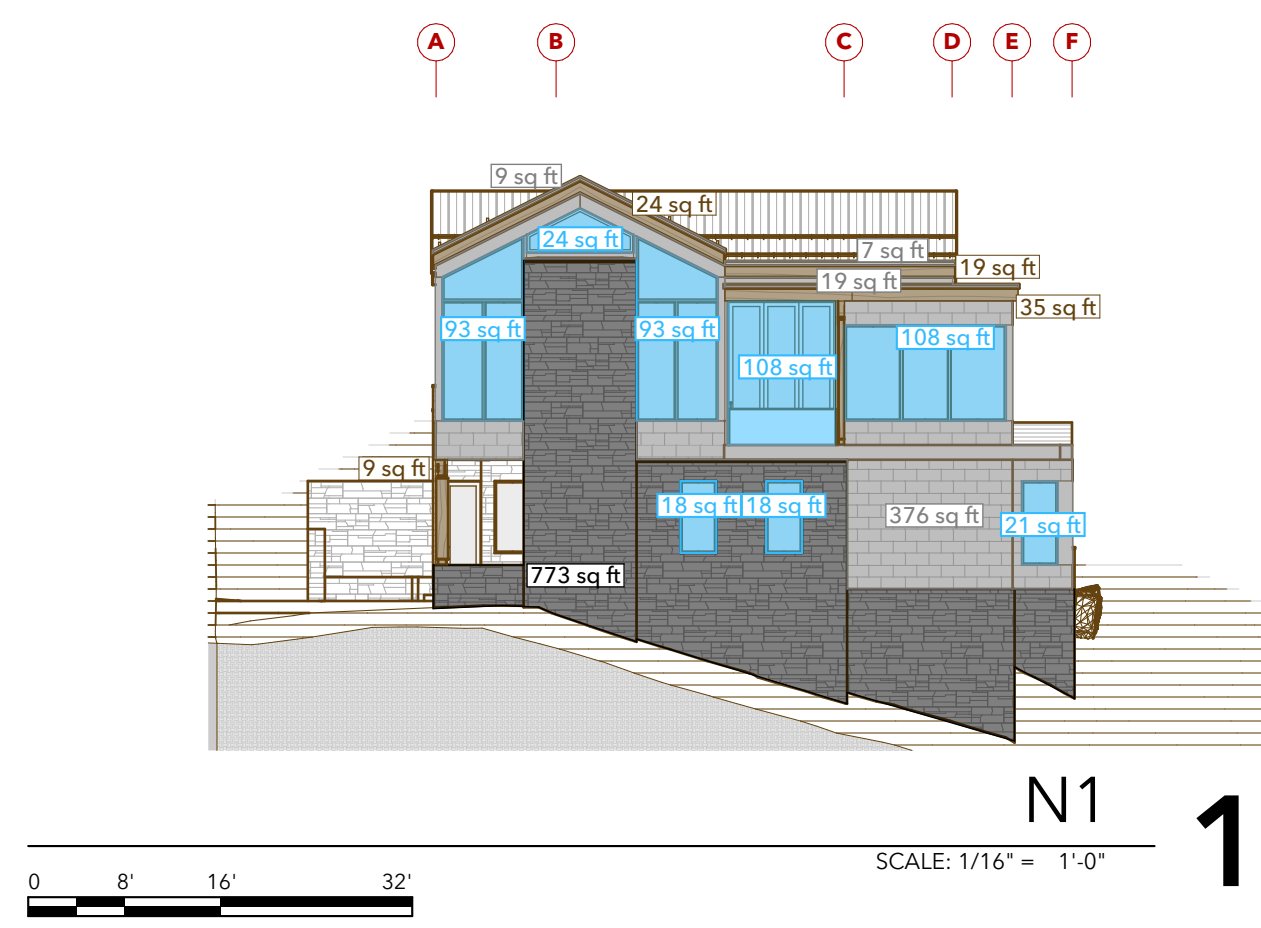 A B C D E F
9 sq ft
24 sq ft
24 sq ft
7 sq ft
19 sq ft
19 sq ft
35 sq ft
93 sq ft
93 sq ft
108 sq ft
108 sq ft
9 sq ft
18 sq ft
18 sq ft
376 sq ft
21 sq ft
773 sq ft
N1
1
SCALE: 1/16" = 1'-0"
0 8' 16' 32'